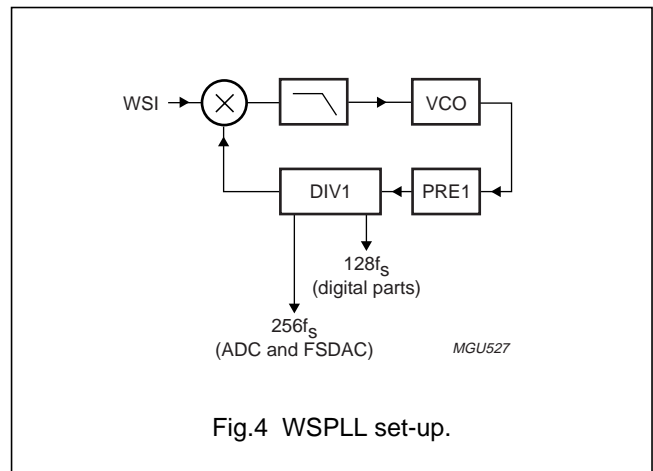 WSI
VCO
DIV1
PRE1
128fs
(digital parts)
256fs
(ADC and FSDAC)
MGU527
Fig.4 WSPLL set-up.